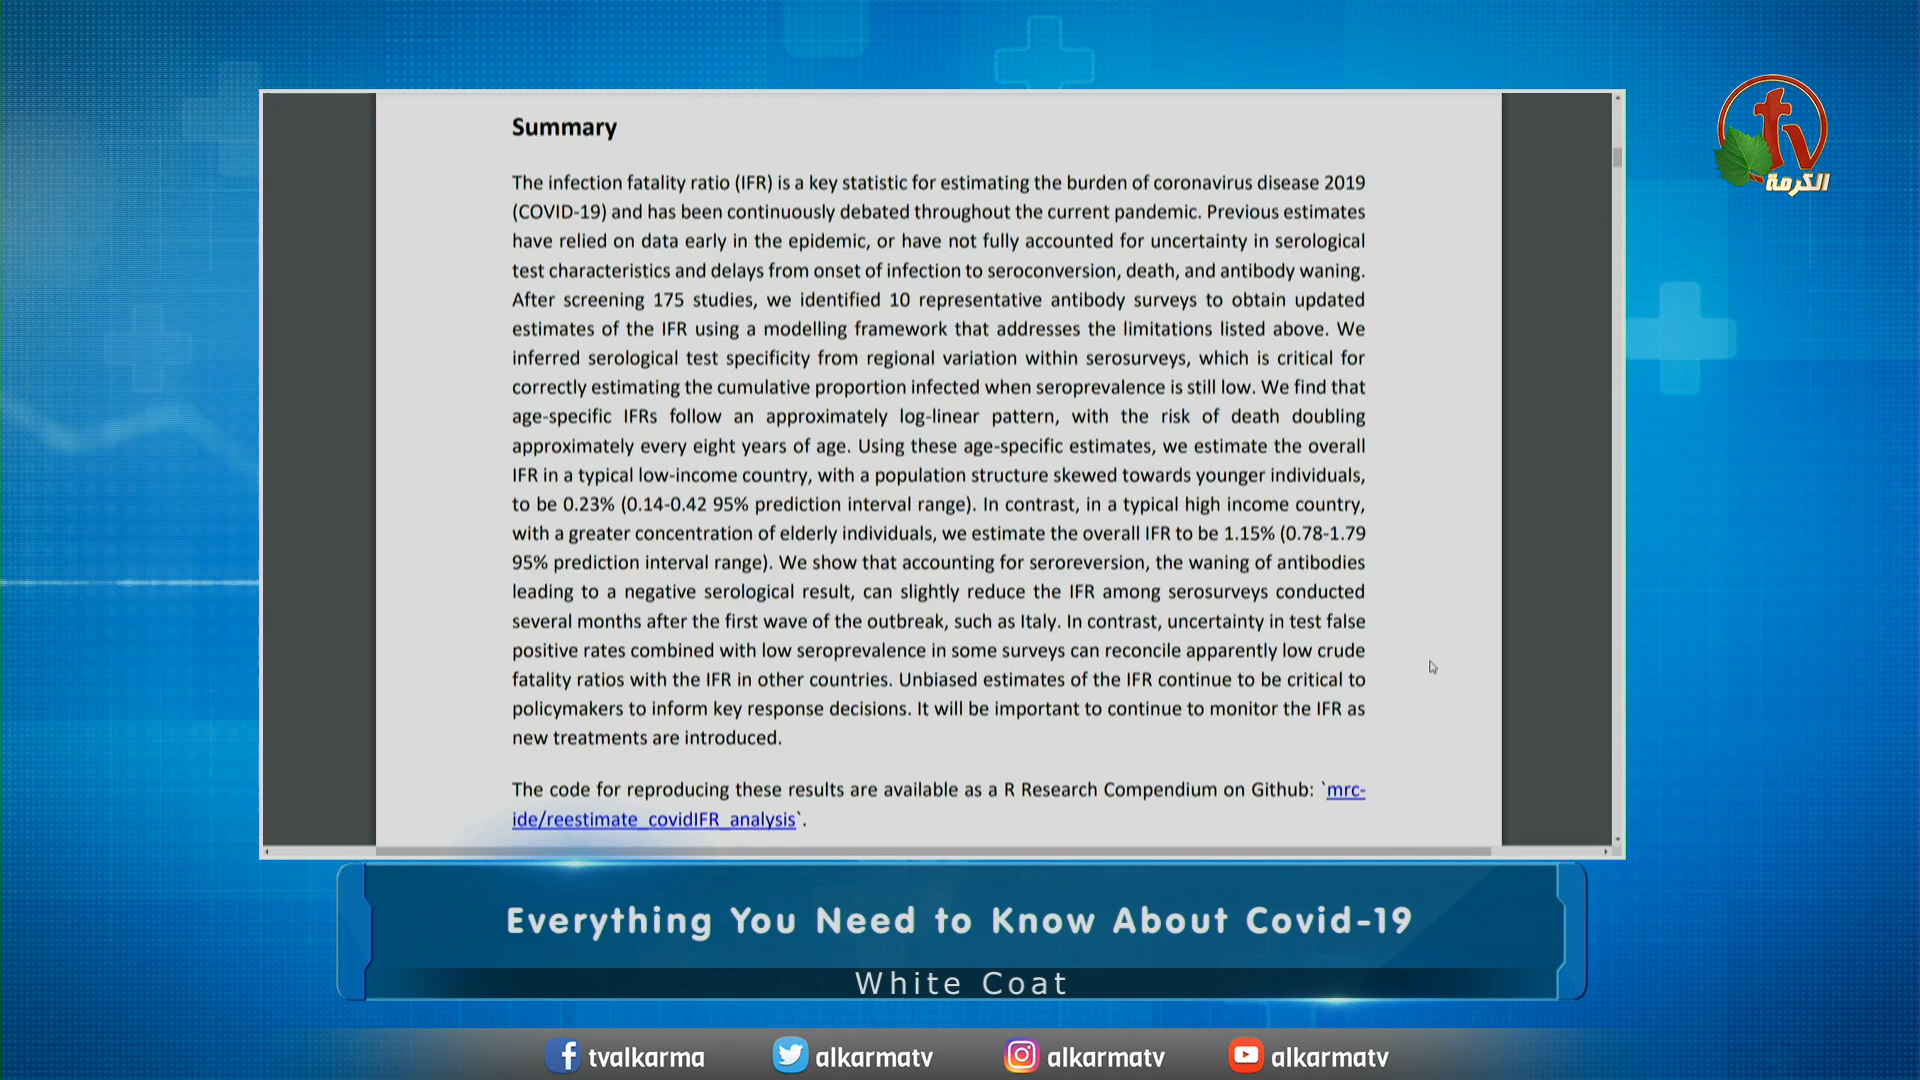 tv
الكرمة
Summary
The infection fatality ratio (IFR) is a key statistic for estimating the burden of coronavirus disease 2019
(COVID-19) and has been continuously debated throughout the current pandemic. Previous estimates
have relied on data early in the epidemic, or have not fully accounted for uncertainty in serological
test characteristics and delays from onset of infection to seroconversion, death, and antibody waning.
After screening 175 studies, we identified 10 representative antibody surveys to obtain updated
estimates of the IFR using a modelling framework that addresses the limitations listed above. We
inferred serological test specificity from regional variation within serosurveys, which is critical for
correctly estimating the cumulative proportion infected when seroprevalence is still low. We find that
age-specific IFRs follow an approximately log-linear pattern, with the risk of death doubling
approximately every eight years of age. Using these age-specific estimates, we estimate the overall
IFR in a typical low-income country, with a population structure skewed towards younger individuals,
to be 0.23% (0.14-0.42 95% prediction interval range). In contrast, in a typical high income country,
with a greater concentration of elderly individuals, we estimate the overall IFR to be 1.15% (0.78-1.79
95% prediction interval range). We show that accounting for seroreversion, the waning of antibodies
leading to a negative serological result, can slightly reduce the IFR among serosurveys conducted
several months after the first wave of the outbreak, such as Italy. In contrast, uncertainty in test false
positive rates combined with low seroprevalence in some surveys can reconcile apparently low crude
fatality ratios with the IFR in other countries. Unbiased estimates of the IFR continue to be critical to
policymakers to inform key response decisions. It will be important to continue to monitor the IFR as
new treatments are introduced.
The code for reproducing these results are available as a R Research Compendium on Github: `mrc-
ide/reestimate_covidIFR_analysis`.
Everything You Need to Know About Covid-19
White Coat
tvalkarma alkarmatv alkarmatv alkarmatv